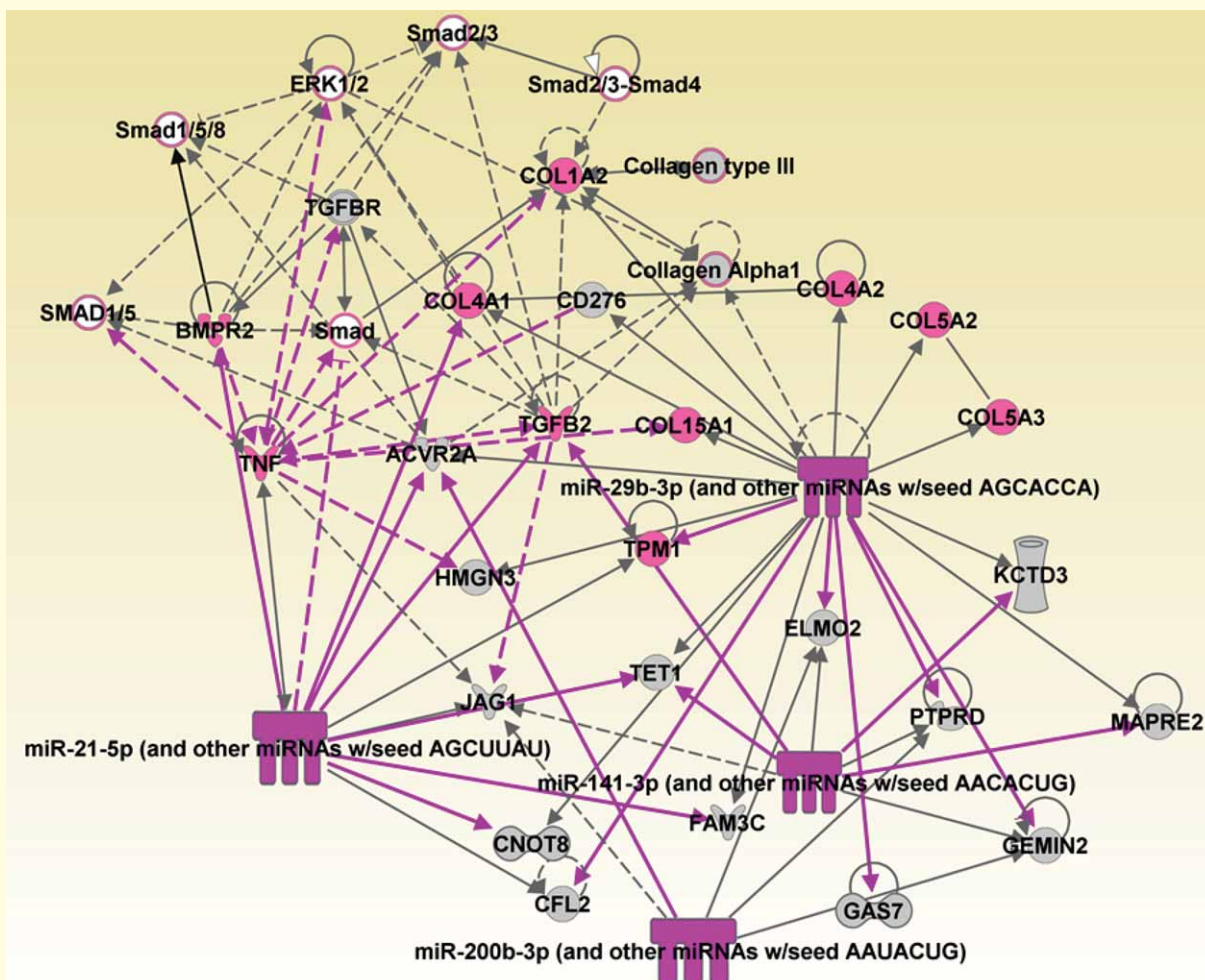 Smad2/3
ERK1/2
Smad2/3-Smad4
Smad1/5/8
COL1A2
Collagen type III
TGFBR
Collagen Alpha1
COL4A1
CD276
COL4A2
SMAD1/5
BMPR2
Smad
COL5A2
TGFB2
COL15A1
COL5A3
TNF
ACVR2A
miR-29b-3p (and other miRNAs w/seed AGCACCA)
TPM1
HMGN3
KCTD3
ELMO2
TET1
JAG1
PTPRD
MAPRE2
miR-21-5p (and other miRNAs w/seed AGCUUAU)
miR-141-3p (and other miRNAs w/seed AACACUG)
FAM3C
CNOT8
GEMIN2
CFL2
GAS7
miR-200b-3p (and other miRNAs w/seed AAUACUG)